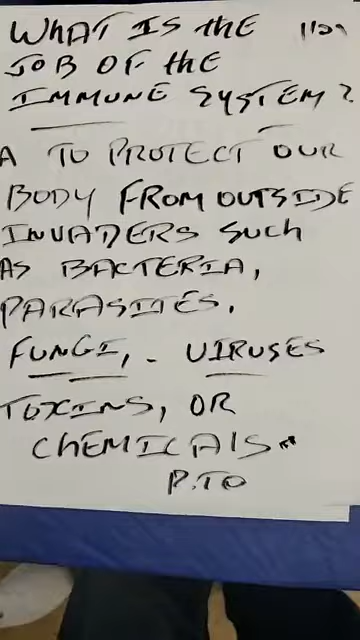 WHAT IS the
JOB OF the
IMMUNE SYSTEM?
A TO PROTECT OUR
BODY FROM OUTSIDE
INVADERS SUCH
AS BACTERIA,
PARASITES,
FUNGI, - VIRUSES
TOXINS, OR
CHEMICALS
P.TO